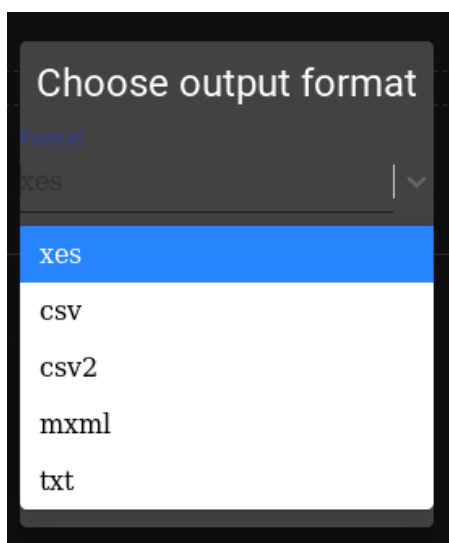 Choose output format
Format
xes
xes
csv
csv2
mxml
txt